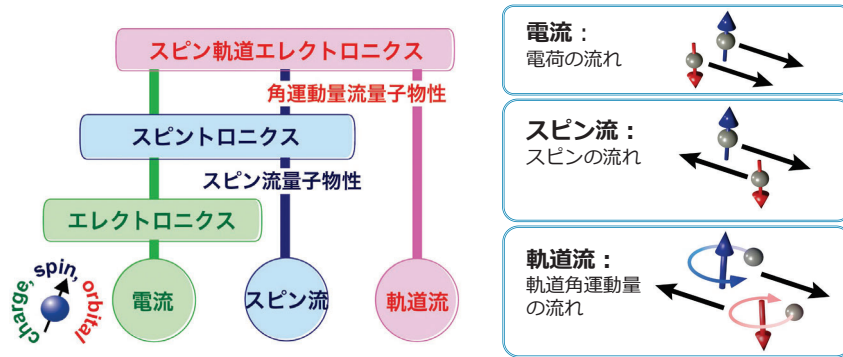 スピン軌道エレクトロニクス
角運動量流量子物性
スピントロニクス
スピン流量子物性
エレクトロニクス
charge, spin, orbital
電流
スピン流
軌道流
電流：
電荷の流れ
スピン流：
スピンの流れ
軌道流：
軌道角運動量
の流れ